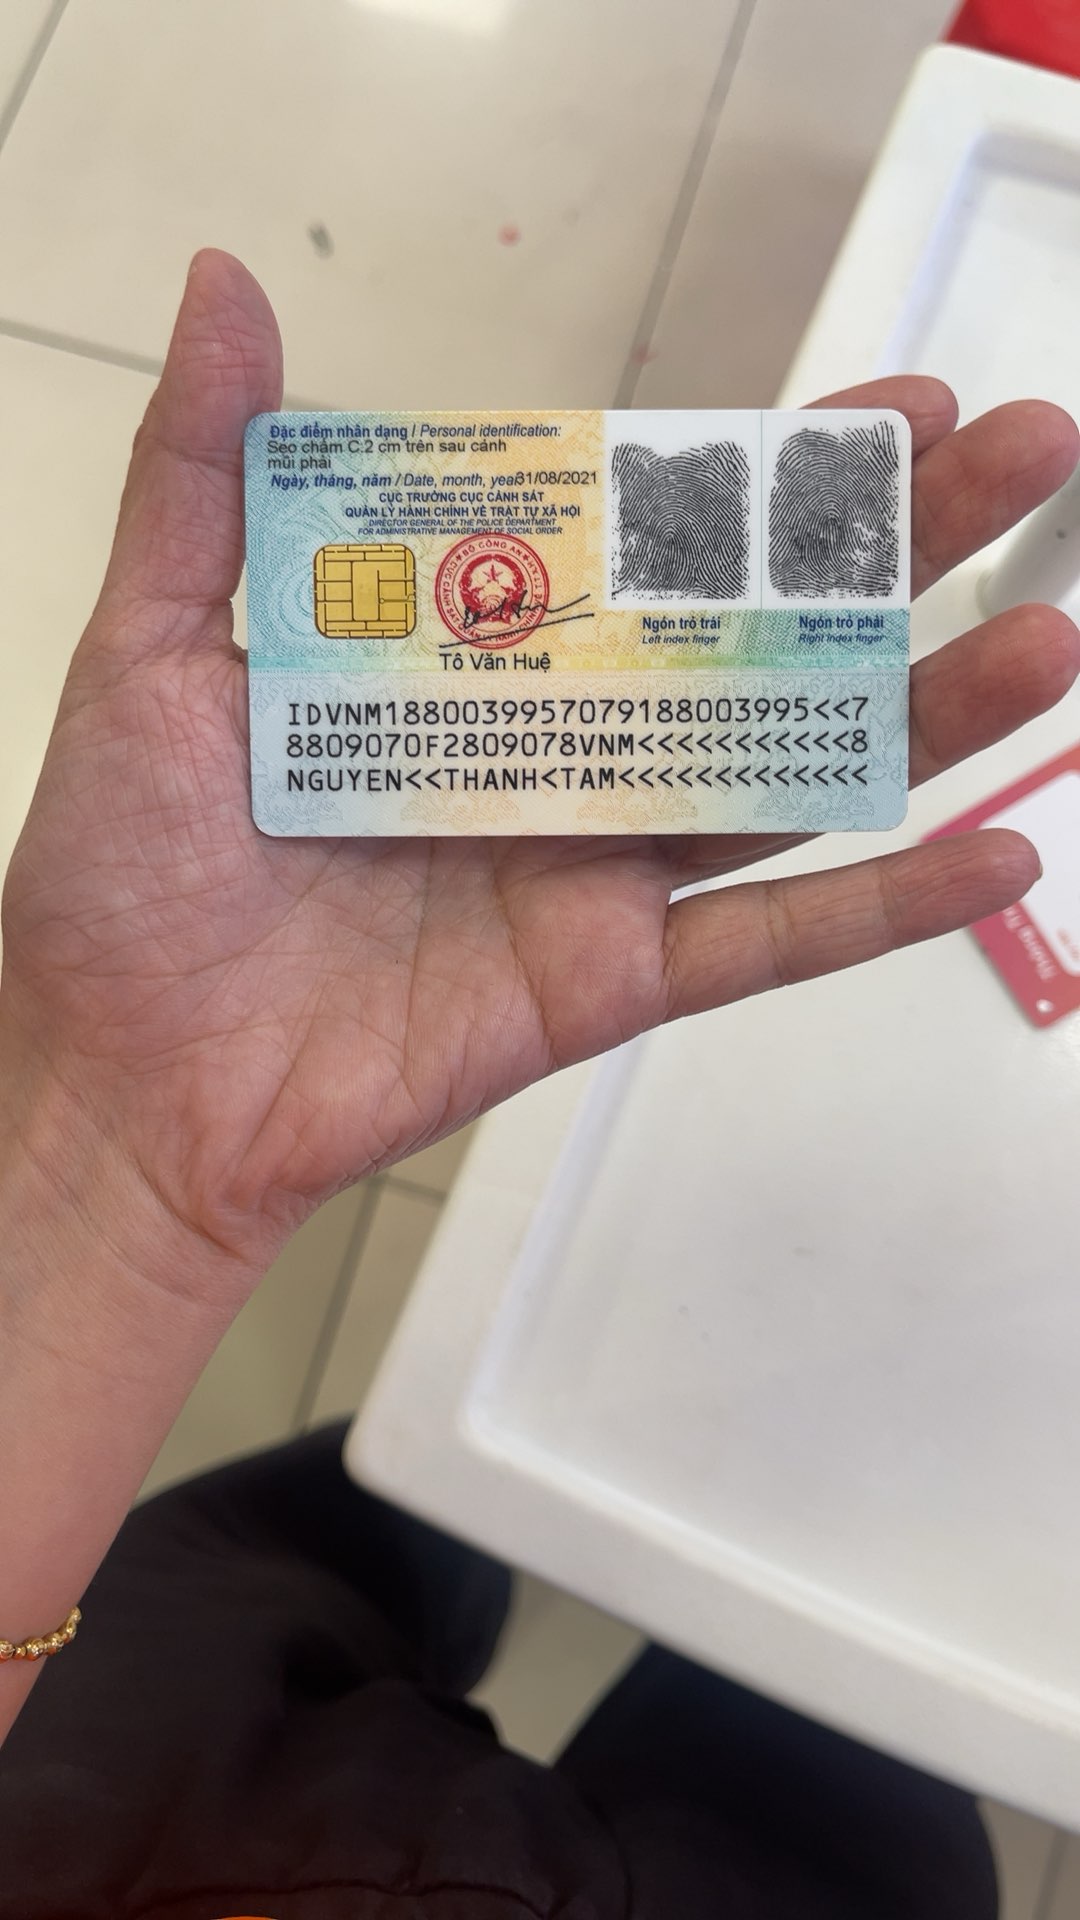 Đặc điểm nhân dạng / Personal identification:
Sẹo chấm C.2 cm trên sau cánh
mũi phải
Ngày, tháng, năm / Date, month, year 31/08/2021
CỤC TRƯỞNG CỤC CẢNH SÁT
QUẢN LÝ HÀNH CHÍNH VỀ TRẬT TỰ XÃ HỘI
DIRECTOR GENERAL OF THE POLICE DEPARTMENT
FOR ADMINISTRATIVE MANAGEMENT OF SOCIAL ORDER
BỘ CÔNG AN
Tô Văn Huệ
Ngón trỏ trái
Left index finger
Ngón trỏ phải
Right index finger
IDVNM1880039957079188003995<<7
8809070F2809078VNM<<<<<<<<<<<8
NGUYEN<<THANH<TAM<<<<<<<<<<<<<